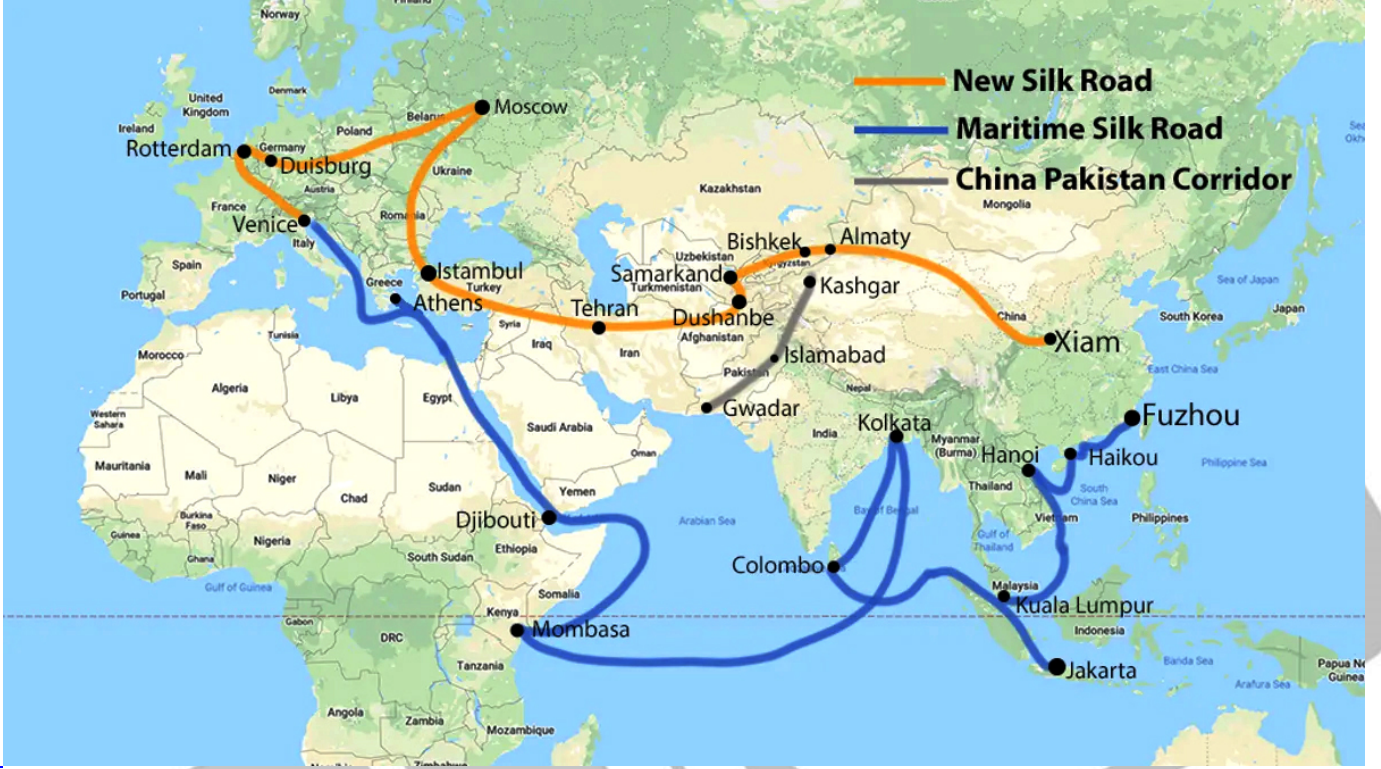 Norway
Finland
New Silk Road
Moscow
Denmark
United
Kingdom
Maritime Silk Road
Ireland
Belarus
Poland
Rotterdam
Germany
Duisburg
Ukraine
China Pakistan Corridor
Austria
Kazakhstan
Mongolia
France
Romania
Venice
Italy
Bishkek
Almaty
Uzbekistan
Kyrgyzstan
Spain
Istambul
Samarkand
Greece
Turkey
Turkmenistan
Kashgar
Sea of Japan
Portugal
Athens
Tehran
Dushanbe
China
South Korea
Japan
Tunisia
Syria
Afghanistan
Xiam
Morocco
Iraq
Iran
Islamabad
Pakistan
East China Sea
Algeria
Libya
Egypt
Nepal
Western
Sahara
Gwadar
Fuzhou
Saudi Arabia
Kolkata
India
Myanmar
(Burma)
Oman
Hanoi
Haikou
Philippine Sea
Mauritania
Mali
Niger
Chad
Sudan
Yemen
Thailand
South
China Sea
Burkina
Faso
Djibouti
Arabian Sea
Bay of Bengal
Vietnam
Philippines
Guinea
Nigeria
Ghana
South Sudan
Ethiopia
Gulf of
Thailand
Colombo
Gulf of Guinea
Somalia
Malaysia
Kuala Lumpur
Gabon
Kenya
Mombasa
DRC
Indonesia
Tanzania
Jakarta
Banda Sea
Papua Ne
Guinea
Arafura Sea
Angola
Zambia
Mozambique